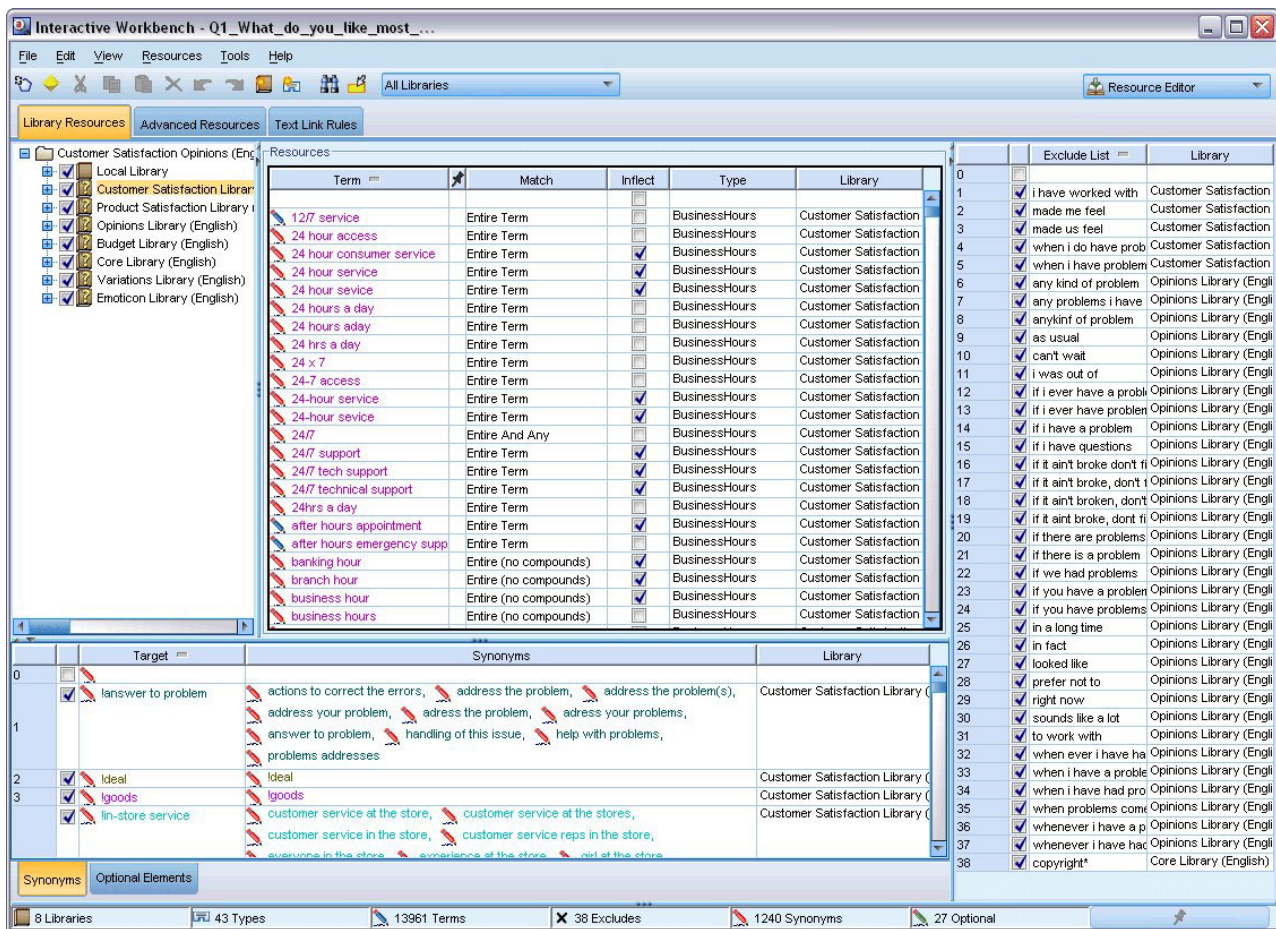 Interactive Workbench - Q1_What_do_you_like_most_...
File Edit View Resources Tools Help
All Libraries
Resource Editor
Library Resources Advanced Resources Text Link Rules
Customer Satisfaction Opinions (Eng
Local Library
Customer Satisfaction Librar
Product Satisfaction Library
Opinions Library (English)
Budget Library (English)
Core Library (English)
Variations Library (English)
Emoticon Library (English)
Resources
Term Match Inflect Type Library
12/7 service Entire Term BusinessHours Customer Satisfaction
24 hour access Entire Term BusinessHours Customer Satisfaction
24 hour consumer service Entire Term BusinessHours Customer Satisfaction
24 hour service Entire Term BusinessHours Customer Satisfaction
24 hour sevice Entire Term BusinessHours Customer Satisfaction
24 hours a day Entire Term BusinessHours Customer Satisfaction
24 hours aday Entire Term BusinessHours Customer Satisfaction
24 hrs a day Entire Term BusinessHours Customer Satisfaction
24 x 7 Entire Term BusinessHours Customer Satisfaction
24-7 access Entire Term BusinessHours Customer Satisfaction
24-hour service Entire Term BusinessHours Customer Satisfaction
24-hour sevice Entire Term BusinessHours Customer Satisfaction
24/7 Entire And Any BusinessHours Customer Satisfaction
24/7 support Entire Term BusinessHours Customer Satisfaction
24/7 tech support Entire Term BusinessHours Customer Satisfaction
24/7 technical support Entire Term BusinessHours Customer Satisfaction
24hrs a day Entire Term BusinessHours Customer Satisfaction
after hours appointment Entire Term BusinessHours Customer Satisfaction
after hours emergency supp Entire Term BusinessHours Customer Satisfaction
banking hour Entire (no compounds) BusinessHours Customer Satisfaction
branch hour Entire (no compounds) BusinessHours Customer Satisfaction
business hour Entire (no compounds) BusinessHours Customer Satisfaction
business hours Entire (no compounds) BusinessHours Customer Satisfaction
Exclude List Library
0
1 i have worked with Customer Satisfaction
2 made me feel Customer Satisfaction
3 made us feel Customer Satisfaction
4 when i do have prob Customer Satisfaction
5 when i have problem Customer Satisfaction
6 any kind of problem Opinions Library (Engli
7 any problems i have Opinions Library (Engli
8 anykinf of problem Opinions Library (Engli
9 as usual Opinions Library (Engli
10 can't wait Opinions Library (Engli
11 i was out of Opinions Library (Engli
12 if i ever have a probl Opinions Library (Engli
13 if i ever have problen Opinions Library (Engli
14 if i have a problem Opinions Library (Engli
15 if i have questions Opinions Library (Engli
16 if it ain't broke don't fi Opinions Library (Engli
17 if it ain't broke, don't Opinions Library (Engli
18 if it ain't broken, don't Opinions Library (Engli
19 if it aint broke, dont fi Opinions Library (Engli
20 if there are problems Opinions Library (Engli
21 if there is a problem Opinions Library (Engli
22 if we had problems Opinions Library (Engli
23 if you have a problen Opinions Library (Engli
24 if you have problems Opinions Library (Engli
25 in a long time Opinions Library (Engli
26 in fact Opinions Library (Engli
27 looked like Opinions Library (Engli
28 prefer not to Opinions Library (Engli
29 right now Opinions Library (Engli
30 sounds like a lot Opinions Library (Engli
31 to work with Opinions Library (Engli
32 when ever i have ha Opinions Library (Engli
33 when i have a proble Opinions Library (Engli
34 when i have had pro Opinions Library (Engli
35 when problems come Opinions Library (Engli
36 whenever i have a p Opinions Library (Engli
37 whenever i have had Opinions Library (Engli
38 copyright* Core Library (English)
Target Synonyms Library
0
1 !answer to problem actions to correct the errors, address the problem, address the problem(s), Customer Satisfaction Library (
address your problem, adress the problem, adress your problems,
answer to problem, handling of this issue, help with problems,
problems addresses
2 !deal !deal Customer Satisfaction Library (
3 !goods !goods Customer Satisfaction Library (
!in-store service customer service at the store, customer service at the stores, Customer Satisfaction Library (
customer service in the store, customer service reps in the store,
everyone in the store, experience at the store, girl at the store
Synonyms Optional Elements
8 Libraries 43 Types 13961 Terms 38 Excludes 1240 Synonyms 27 Optional